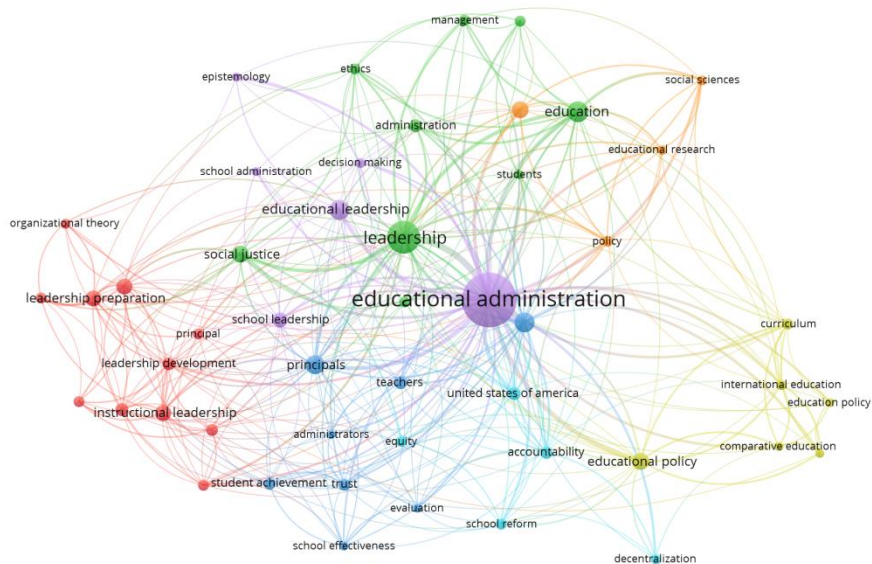 management
ethics
epistemology
social sciences
education
administration
educational research
decision making
school administration
students
educational leadership
organizational theory
leadership
policy
social justice
leadership preparation
educational administration
school leadership
curriculum
principal
leadership development
principals
teachers
united states of america
international education
education policy
instructional leadership
administrators
equity
accountability
educational policy
comparative education
student achievement
trust
evaluation
school reform
school effectiveness
decentralization